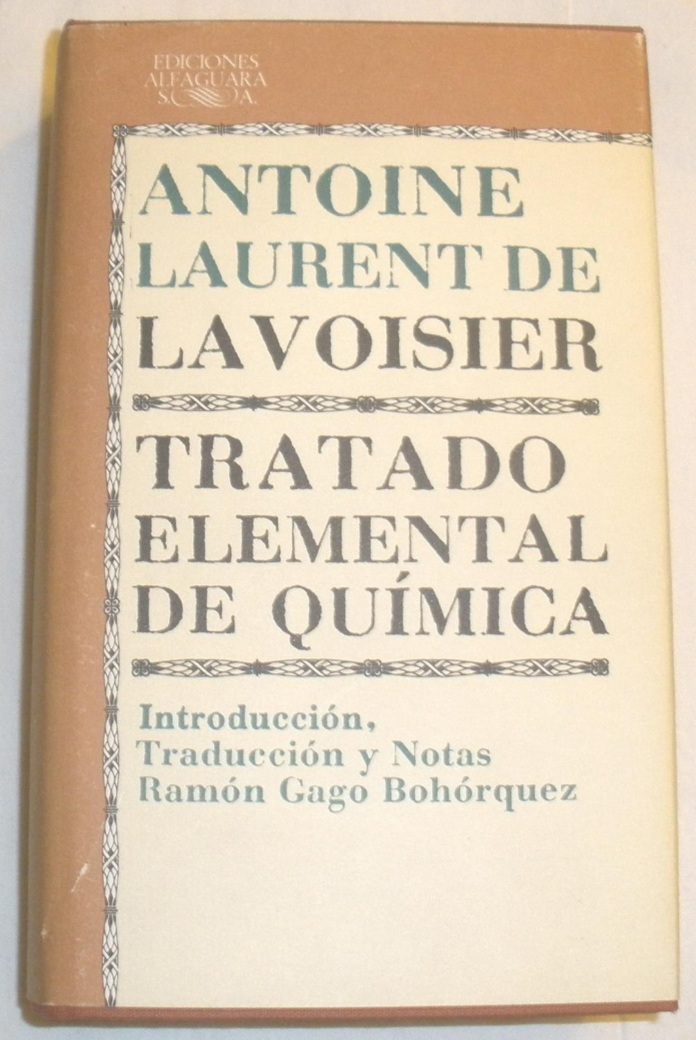 EDICIONES
ALFAGUARA
S. A.
ANTOINE
LAURENT DE
LAVOISIER
TRATADO
ELEMENTAL
DE QUÍMICA
Introducción,
Traducción y Notas
Ramón Gago Bohórquez